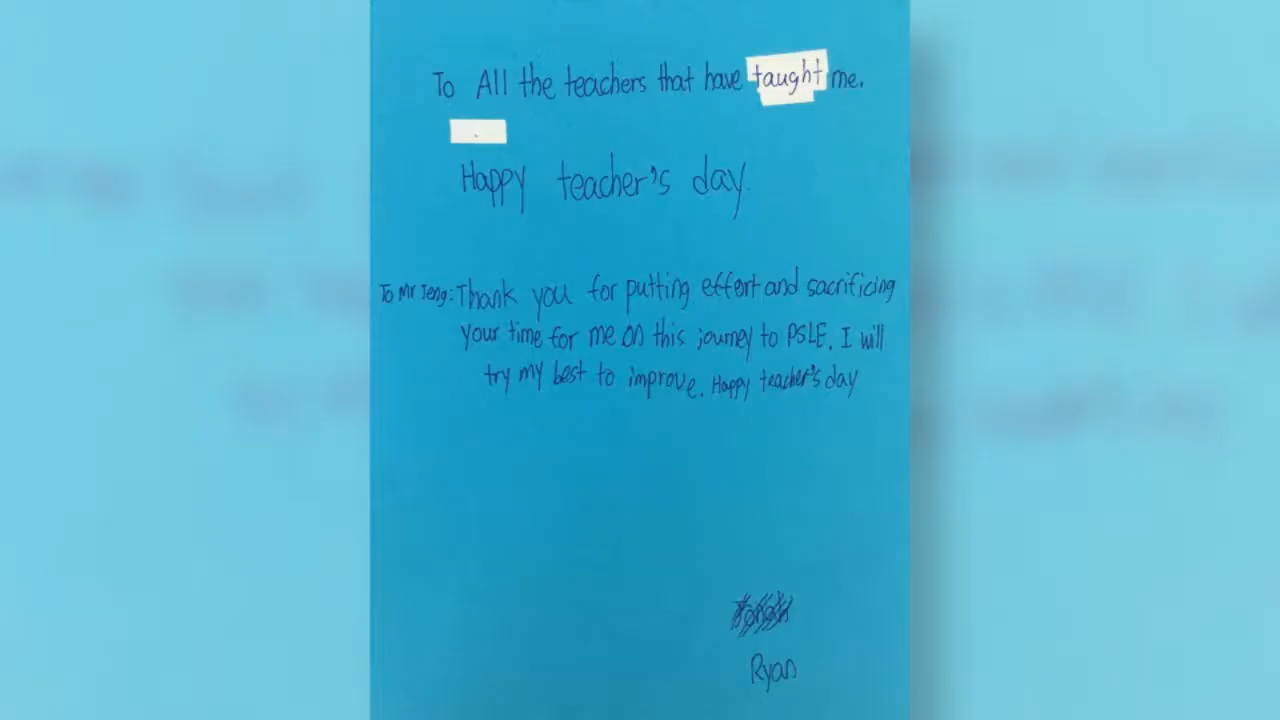 To All the teachers that have taught me.
Happy teacher's day.
To Mr Teng: Thank you for putting effort and sacrificing
your time for me on this journey to PSLE. I will
try my best to improve. Happy teacher's day
Ryan